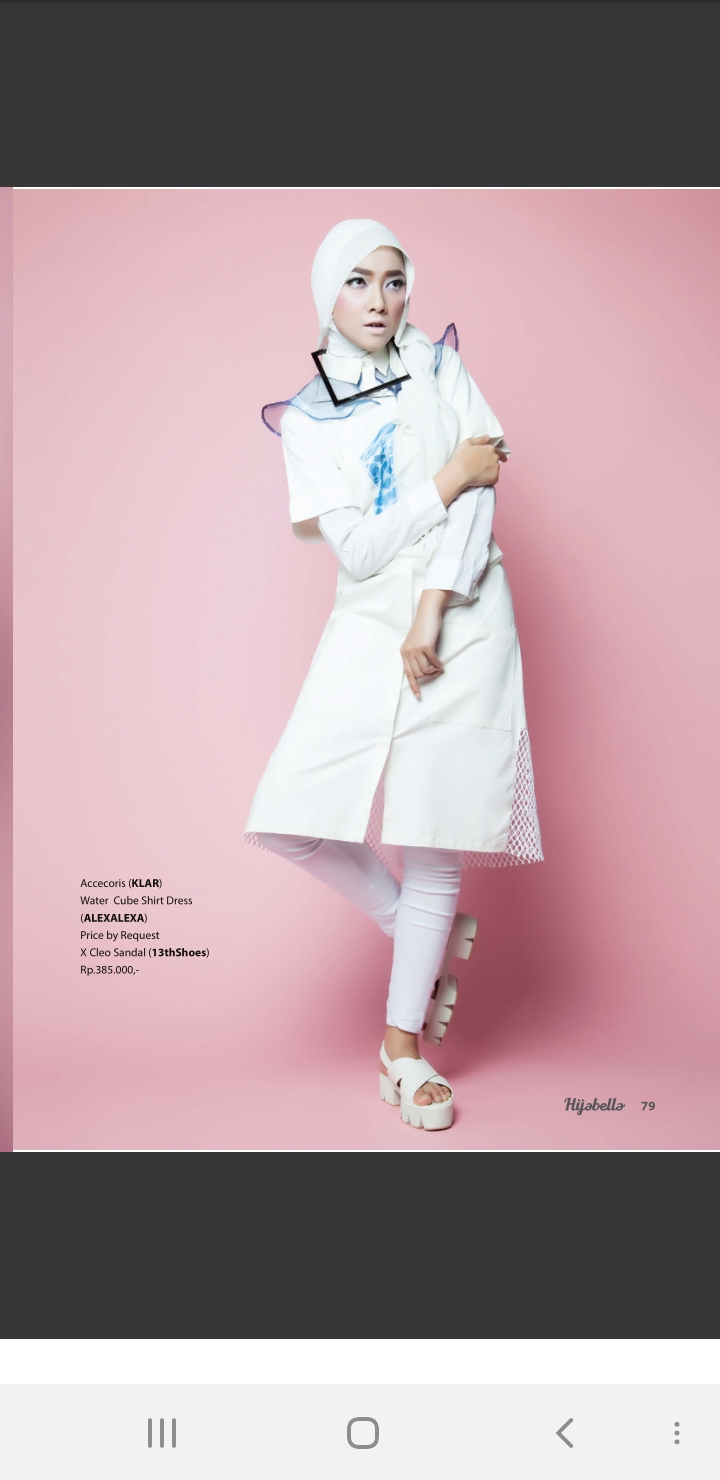 Accecoris (KLAR)
Water Cube Shirt Dress
(ALEXALEXA)
Price by Request
X Cleo Sandal (13thShoes)
Rp.385.000,-
Hijabella 79